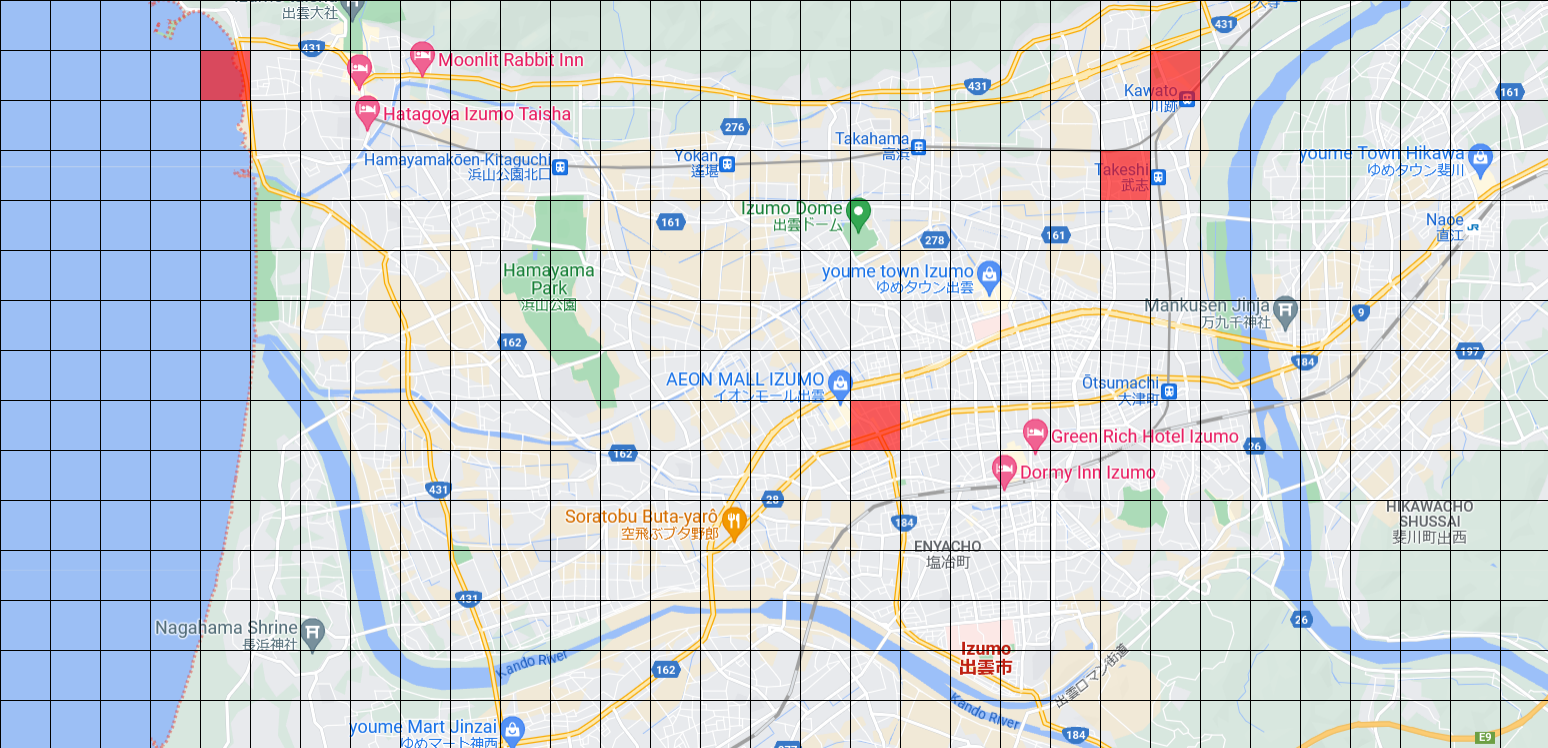 出雲大社
431
431
Moonlit Rabbit Inn
431
161
Kawato
川跡
Hatagoya Izumo Taisha
276
Takahama
高浜
Hamayamakōen-Kitaguchi
浜山公園北口
Yokan
遙堪
Takeshi
武志
youme Town Hikawa
ゆめタウン斐川
Izumo Dome
出雲ドーム
161
278
161
Naoe
直江
JR
Hamayama
Park
浜山公園
youme town Izumo
ゆめタウン出雲
Mankusen Jinja
万九千神社
9
162
197
184
AEON MALL IZUMO
イオンモール出雲
Ōtsumachi
大津町
Green Rich Hotel Izumo
26
162
Dormy Inn Izumo
431
28
Soratobu Buta-yarô
空飛ぶブタ野郎
184
HIKAWACHO
SHUSSAI
斐川町出西
ENYACHO
塩冶町
431
26
Nagahama Shrine
長浜神社
Kando River
162
Izumo
出雲市
出雲ロマン街道
Kando River
youme Mart Jinzai
ゆめマート神西
184
E9
277